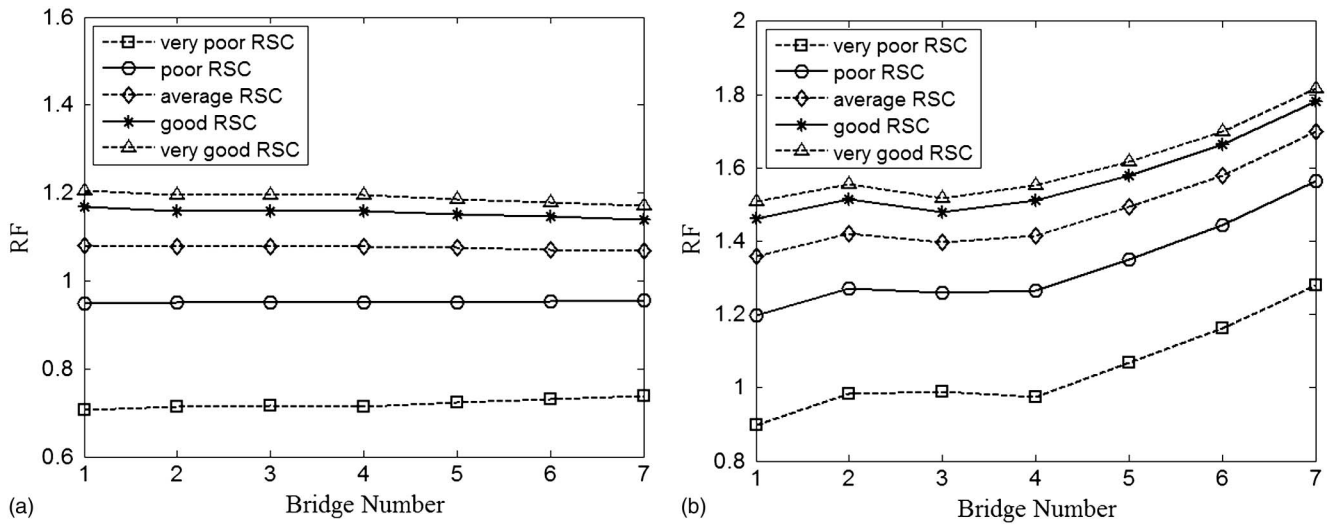 1.6
1.4
1.2
1
0.8
0.6
RF
very poor RSC
poor RSC
average RSC
good RSC
very good RSC
1 2 3 4 5 6 7
Bridge Number
(a)
2
1.8
1.6
1.4
1.2
1
0.8
RF
very poor RSC
poor RSC
average RSC
good RSC
very good RSC
1 2 3 4 5 6 7
Bridge Number
(b)